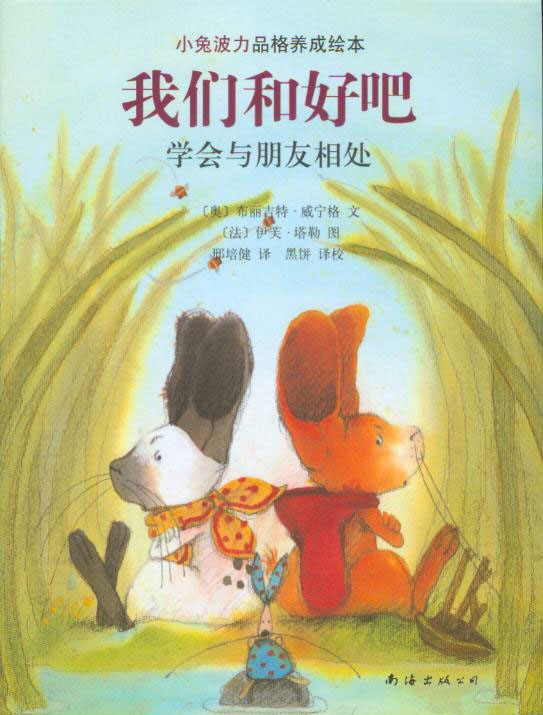 小兔波力品格养成绘本
我们和好吧
学会与朋友相处
〔奥〕布丽吉特·威宁格 文
〔法〕伊芙·塔勒 图
邢培健 译 黑饼 译校
南海出版公司